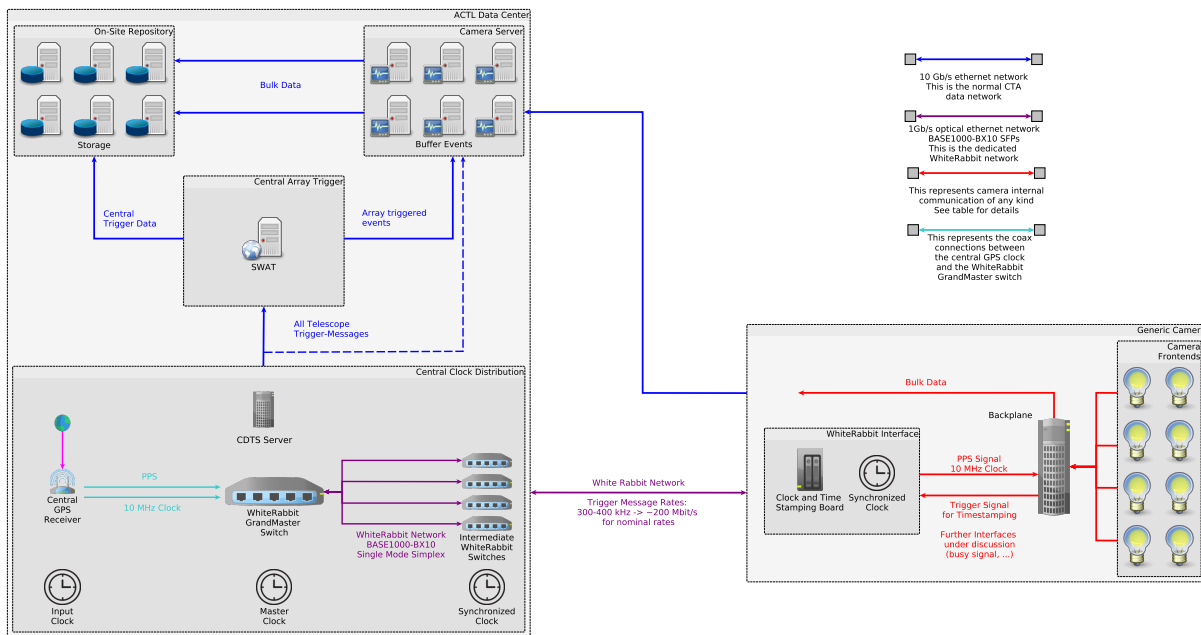 ACTL Data Center
On-Site Repository
Storage
Bulk Data
Camera Server
Buffer Events
Central Array Trigger
SWAT
Central
Trigger Data
Array triggered
events
All Telescope
Trigger-Messages
Central Clock Distribution
CDTS Server
Central
GPS
Receiver
PPS
10 MHz Clock
WhiteRabbit
GrandMaster
Switch
WhiteRabbit Network
BASE1000-BX10
Single Mode Simplex
Intermediate
WhiteRabbit
Switches
Input
Clock
Master
Clock
Synchronized
Clock
White Rabbit Network
Trigger Message Rates:
300-400 kHz -> ~200 Mbit/s
for nominal rates
10 Gb/s ethernet network
This is the normal CTA
data network
1Gb/s optical ethernet network
BASE1000-BX10 SFPs
This is the dedicated
WhiteRabbit network
This represents camera internal
communication of any kind
See table for details
This represents the coax
connections between
the central GPS clock
and the WhiteRabbit
GrandMaster switch
Generic Camer
Camera
Frontends
Bulk Data
Backplane
WhiteRabbit Interface
Clock and Time
Stamping Board
Synchronized
Clock
PPS Signal
10 MHz Clock
Trigger Signal
for Timestamping
Further Interfaces
under discussion
(busy signal, ...)